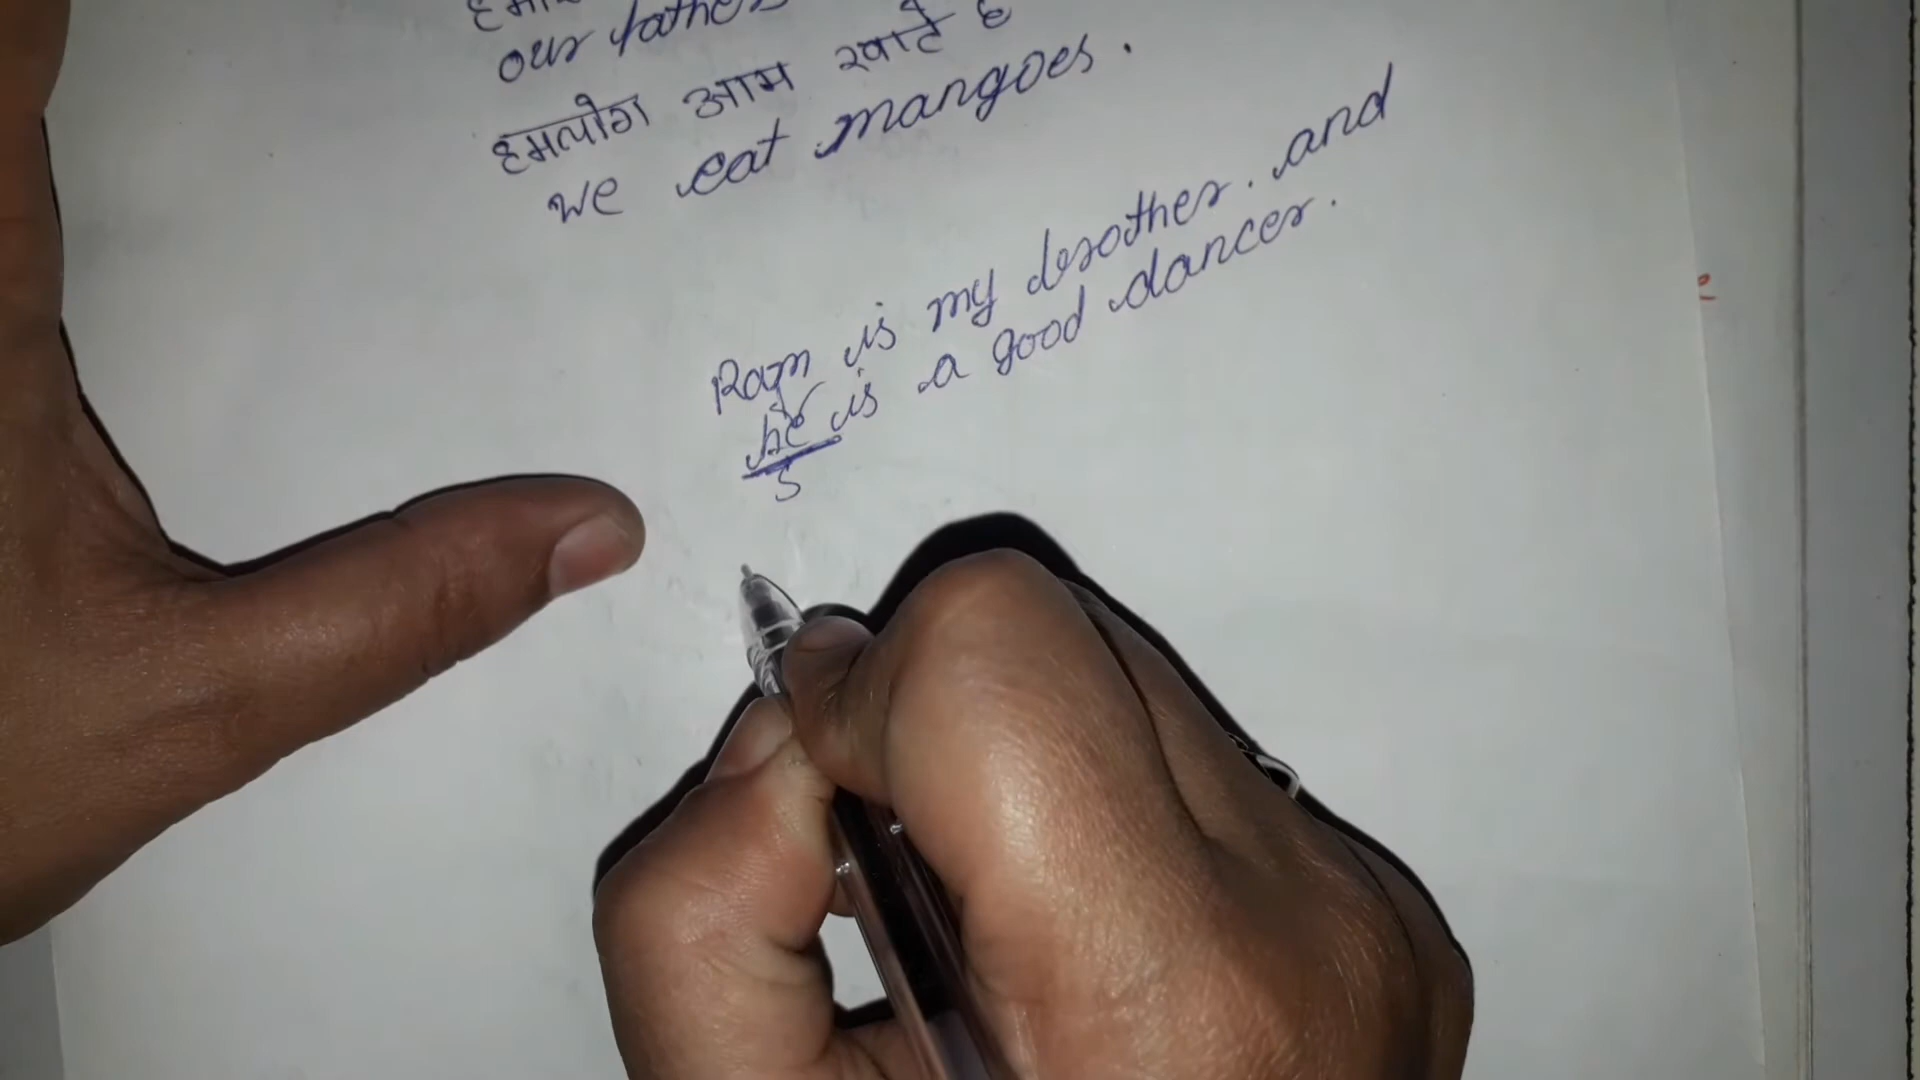 our father
हमलोग आम खाते है
we eat mangoes.
Ram is my brother. and
he is a good dancer.
S